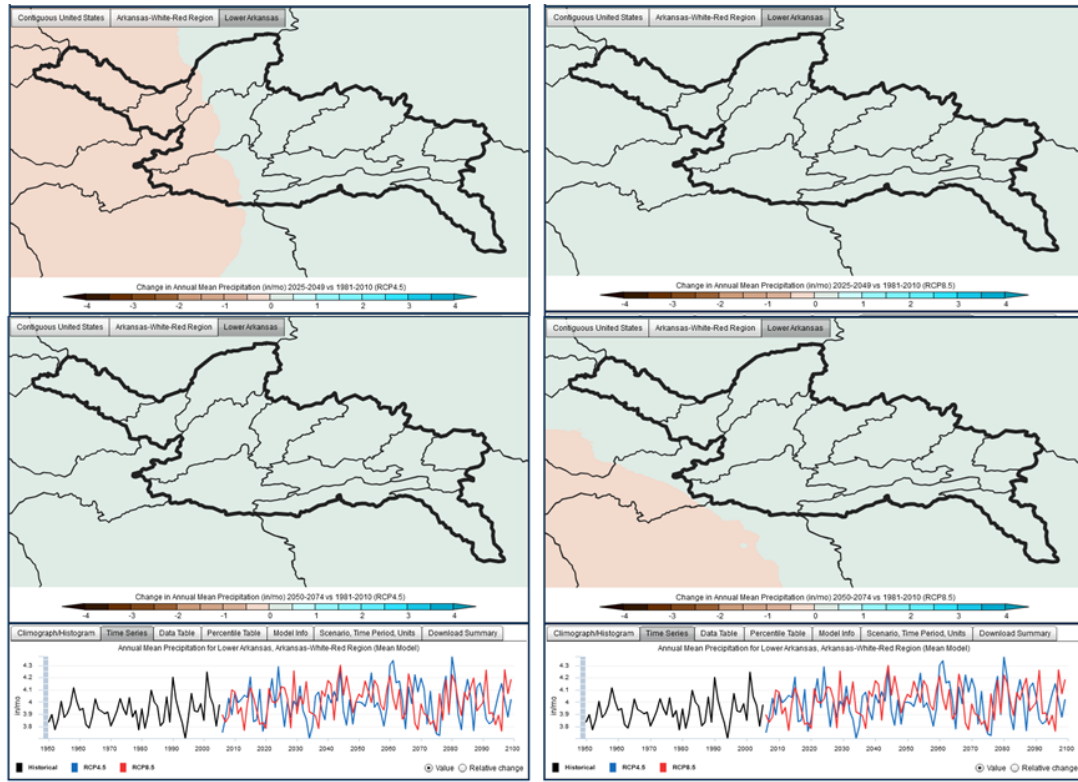 Contiguous United States Arkansas-White-Red Region Lower Arkansas
Change in Annual Mean Precipitation (in/mo) 2025-2049 vs 1981-2010 (RCP4.5)
-4 -3 -2 -1 0 1 2 3 4
Contiguous United States Arkansas-White-Red Region Lower Arkansas
Change in Annual Mean Precipitation (in/mo) 2025-2049 vs 1981-2010 (RCP8.5)
-4 -3 -2 -1 0 1 2 3 4
Contiguous United States Arkansas-White-Red Region Lower Arkansas
Change in Annual Mean Precipitation (in/mo) 2050-2074 vs 1981-2010 (RCP4.5)
-4 -3 -2 -1 0 1 2 3 4
Contiguous United States Arkansas-White-Red Region Lower Arkansas
Change in Annual Mean Precipitation (in/mo) 2050-2074 vs 1981-2010 (RCP8.5)
-4 -3 -2 -1 0 1 2 3 4
Climograph/Histogram Time Series Data Table Percentile Table Model Info Scenario, Time Period, Units Download Summary
Annual Mean Precipitation for Lower Arkansas, Arkansas-White-Red Region (Mean Model)
in/mo
4.3
4.2
4.1
4
3.9
3.8
1950 1960 1970 1980 1990 2000 2010 2020 2030 2040 2050 2060 2070 2080 2090 2100
Historical RCP4.5 RCP8.5 Value Relative change
Climograph/Histogram Time Series Data Table Percentile Table Model Info Scenario, Time Period, Units Download Summary
Annual Mean Precipitation for Lower Arkansas, Arkansas-White-Red Region (Mean Model)
in/mo
4.3
4.2
4.1
4
3.9
3.8
1950 1960 1970 1980 1990 2000 2010 2020 2030 2040 2050 2060 2070 2080 2090 2100
Historical RCP4.5 RCP8.5 Value Relative change